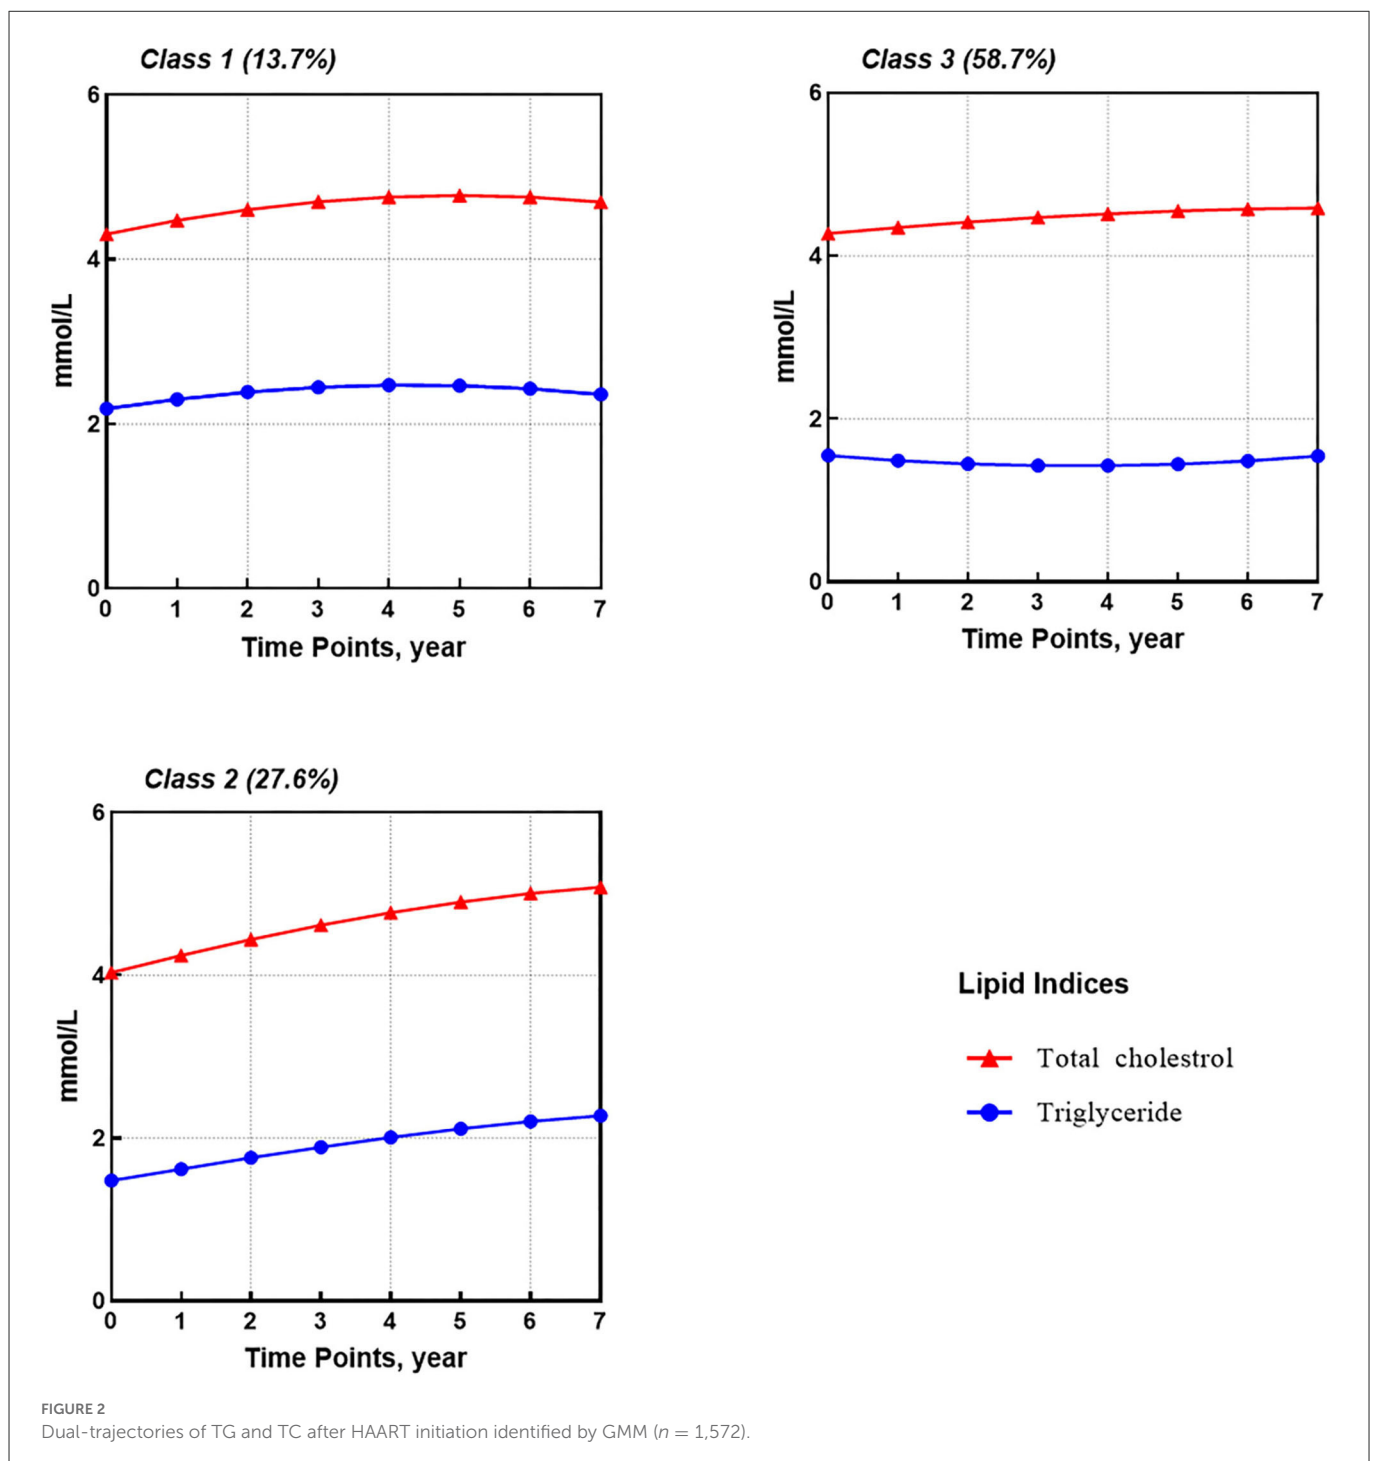 Class 1 (13.7%)
6
4
2
0
mmol/L
0 1 2 3 4 5 6 7
Time Points, year
Class 3 (58.7%)
6
4
2
0
mmol/L
0 1 2 3 4 5 6 7
Time Points, year
Class 2 (27.6%)
6
4
2
0
mmol/L
0 1 2 3 4 5 6 7
Time Points, year
Lipid Indices
Total cholestrol
Triglyceride
FIGURE 2
Dual-trajectories of TG and TC after HAART initiation identified by GMM (n = 1,572).